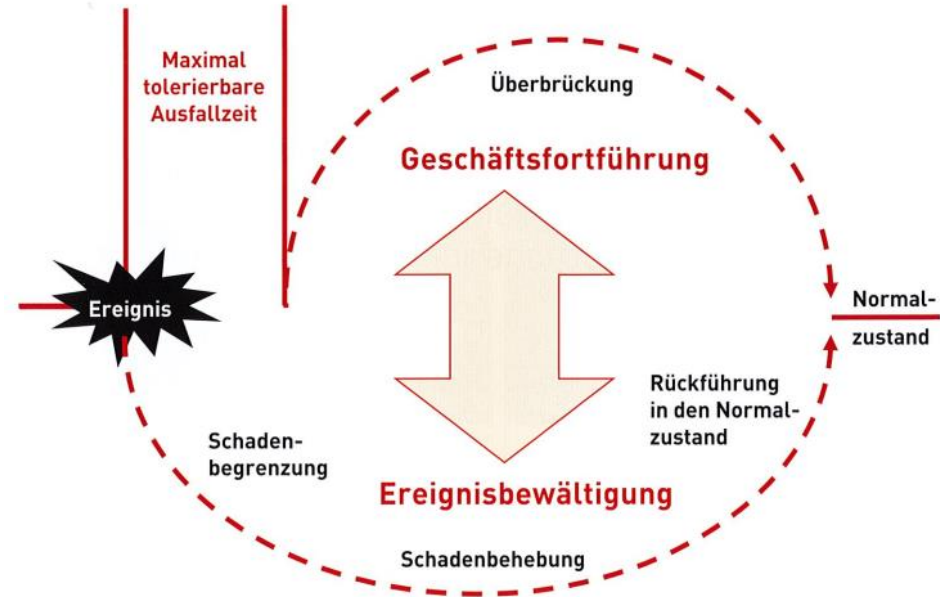 Maximal
tolerierbare
Ausfallzeit
Überbrückung
Geschäftsfortführung
Ereignis
Normal-
zustand
Rückführung
in den Normal-
zustand
Schaden-
begrenzung
Ereignisbewältigung
Schadenbehebung